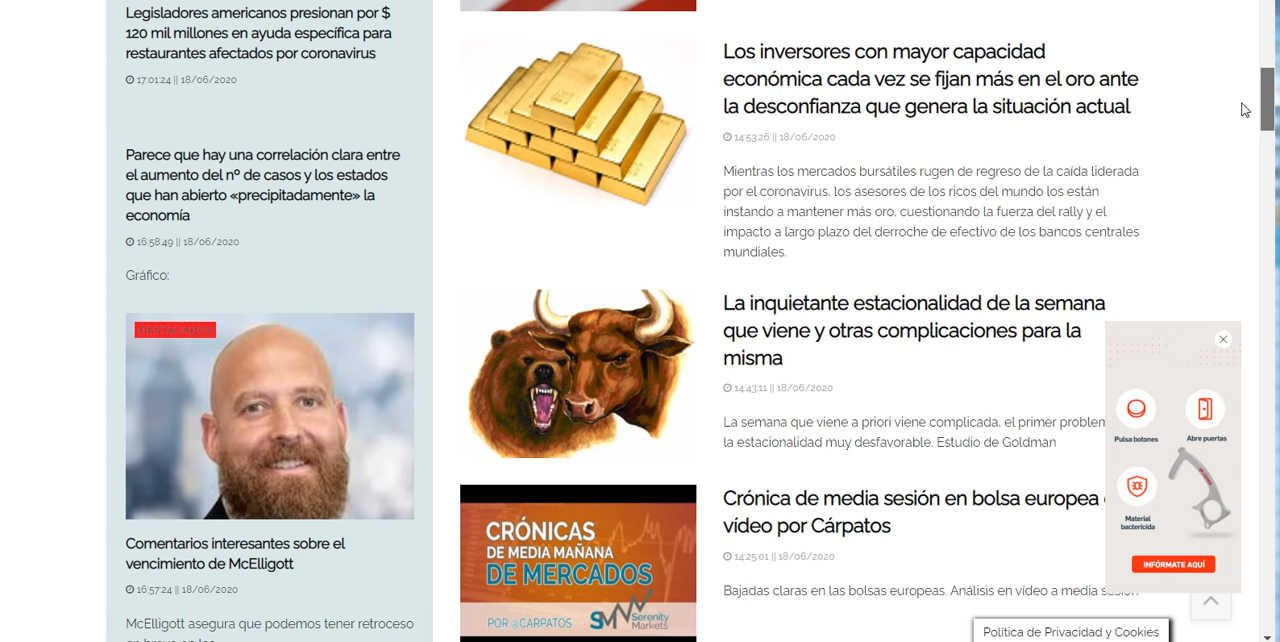 Legisladores americanos presionan por $
120 mil millones en ayuda específica para
restaurantes afectados por coronavirus
17:01:24 || 18/06/2020
Parece que hay una correlación clara entre
el aumento del nº de casos y los estados
que han abierto «precipitadamente» la
economía
16:58:49 || 18/06/2020
Gráfico:
DESTACADOS
Comentarios interesantes sobre el
vencimiento de McElligott
16:57:24 || 18/06/2020
McElligott asegura que podemos tener retroceso
Los inversores con mayor capacidad
económica cada vez se fijan más en el oro ante
la desconfianza que genera la situación actual
14:53:26 || 18/06/2020
Mientras los mercados bursátiles rugen de regreso de la caída liderada
por el coronavirus, los asesores de los ricos del mundo los están
instando a mantener más oro, cuestionando la fuerza del rally y el
impacto a largo plazo del derroche de efectivo de los bancos centrales
mundiales.
La inquietante estacionalidad de la semana
que viene y otras complicaciones para la
misma
14:43:11 || 18/06/2020
La semana que viene a priori viene complicada. el primer problem
la estacionalidad muy desfavorable. Estudio de Goldman
CRÓNICAS
DE MEDIA MAÑANA
DE MERCADOS
POR @CARPATOS
SM Serenity
Markets
Crónica de media sesión en bolsa europea
vídeo por Cárpatos
14:25:01 || 18/06/2020
Bajadas claras en las bolsas europeas. Análisis en vídeo a media sesión
Pulsa botones
Abre puertas
Material
bactericida
INFÓRMATE AQUÍ
Política de Privacidad y Cookies